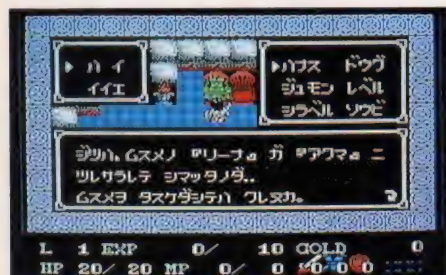 ▶ハイ
イイエ
▶ハナス ドウグ
ジュモン レベル
シラベル ソウビ
ジツハ、ムスメノ『リーナ』ガ『アクマ』ニ
ツレサラレテ シマッタノダ..
ムスメヲ タスケダシテハ クレヌカ。
L 1 EXP 0/ 10 GOLD 0
HP 20/ 20 MP 0/ 0